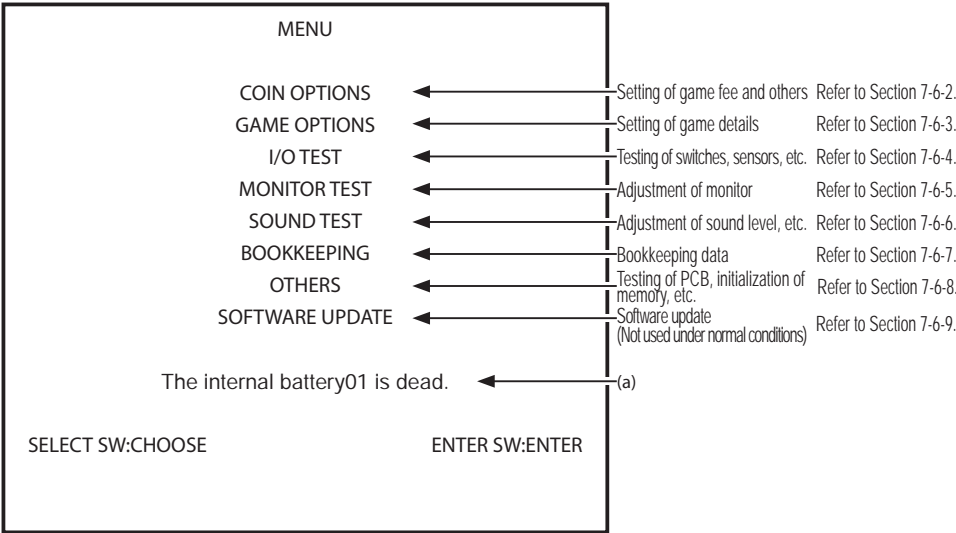 MENU
COIN OPTIONS Setting of game fee and others Refer to Section 7-6-2.
GAME OPTIONS Setting of game details Refer to Section 7-6-3.
I/O TEST Testing of switches, sensors, etc. Refer to Section 7-6-4.
MONITOR TEST Adjustment of monitor Refer to Section 7-6-5.
SOUND TEST Adjustment of sound level, etc. Refer to Section 7-6-6.
BOOKKEEPING Bookkeeping data Refer to Section 7-6-7.
OTHERS Testing of PCB, initialization of
memory, etc. Refer to Section 7-6-8.
SOFTWARE UPDATE Software update
(Not used under normal conditions) Refer to Section 7-6-9.
The internal battery01 is dead. (a)
SELECT SW:CHOOSE ENTER SW:ENTER